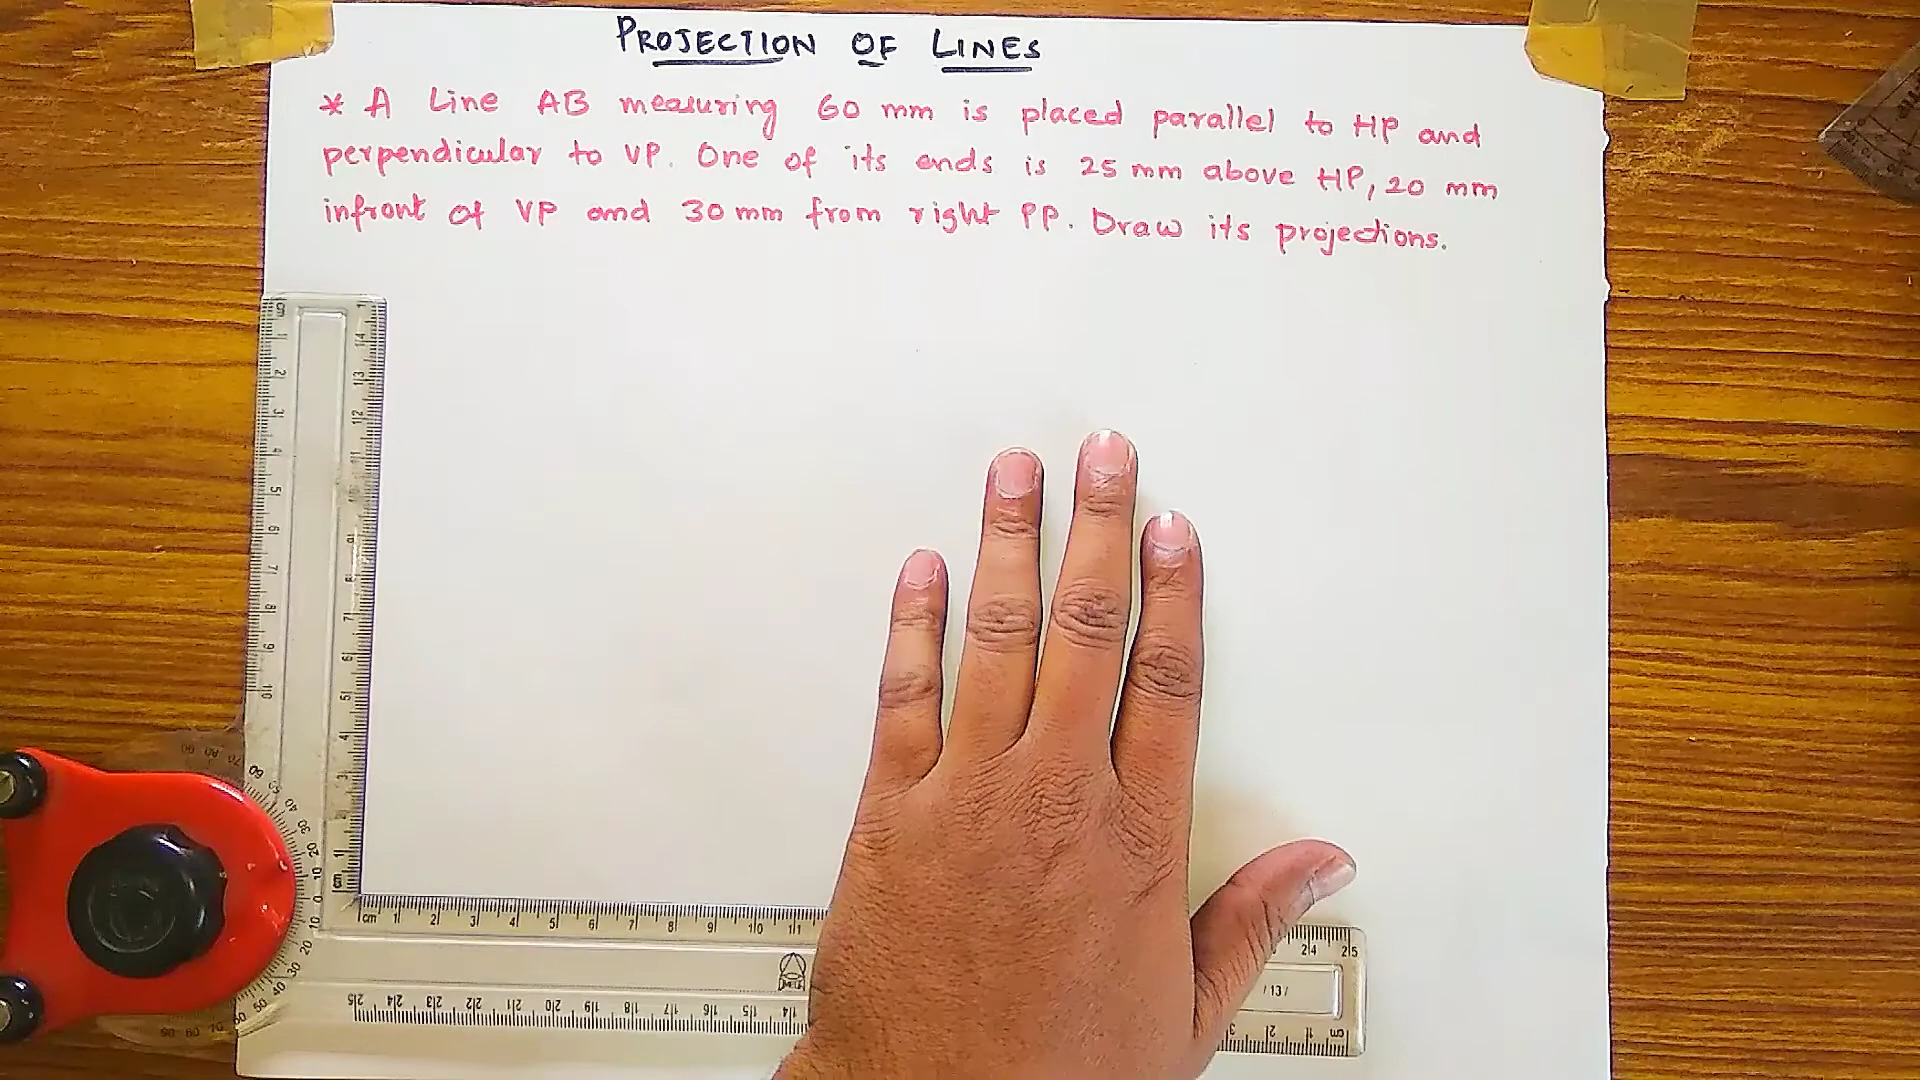 PROJECTION OF LINES
* A Line AB measuring 60 mm is placed parallel to HP and
perpendicular to VP. One of its ends is 25 mm above HP, 20 mm
infront of VP and 30 mm from right PP. Draw its projections.